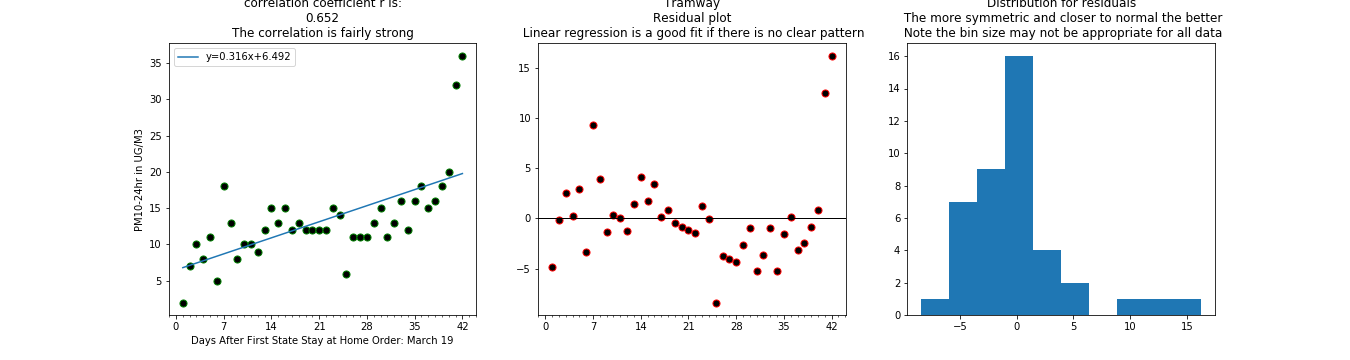 correlation coefficient r is:
0.652
The correlation is fairly strong
y=0.316x+6.492
PM10-24hr in UG/M3
35
30
25
20
15
10
5
0 7 14 21 28 35 42
Days After First State Stay at Home Order: March 19
Tramway
Residual plot
Linear regression is a good fit if there is no clear pattern
15
10
5
0
−5
0 7 14 21 28 35 42
Distribution for residuals
The more symmetric and closer to normal the better
Note the bin size may not be appropriate for all data
16
14
12
10
8
6
4
2
0
−5 0 5 10 15